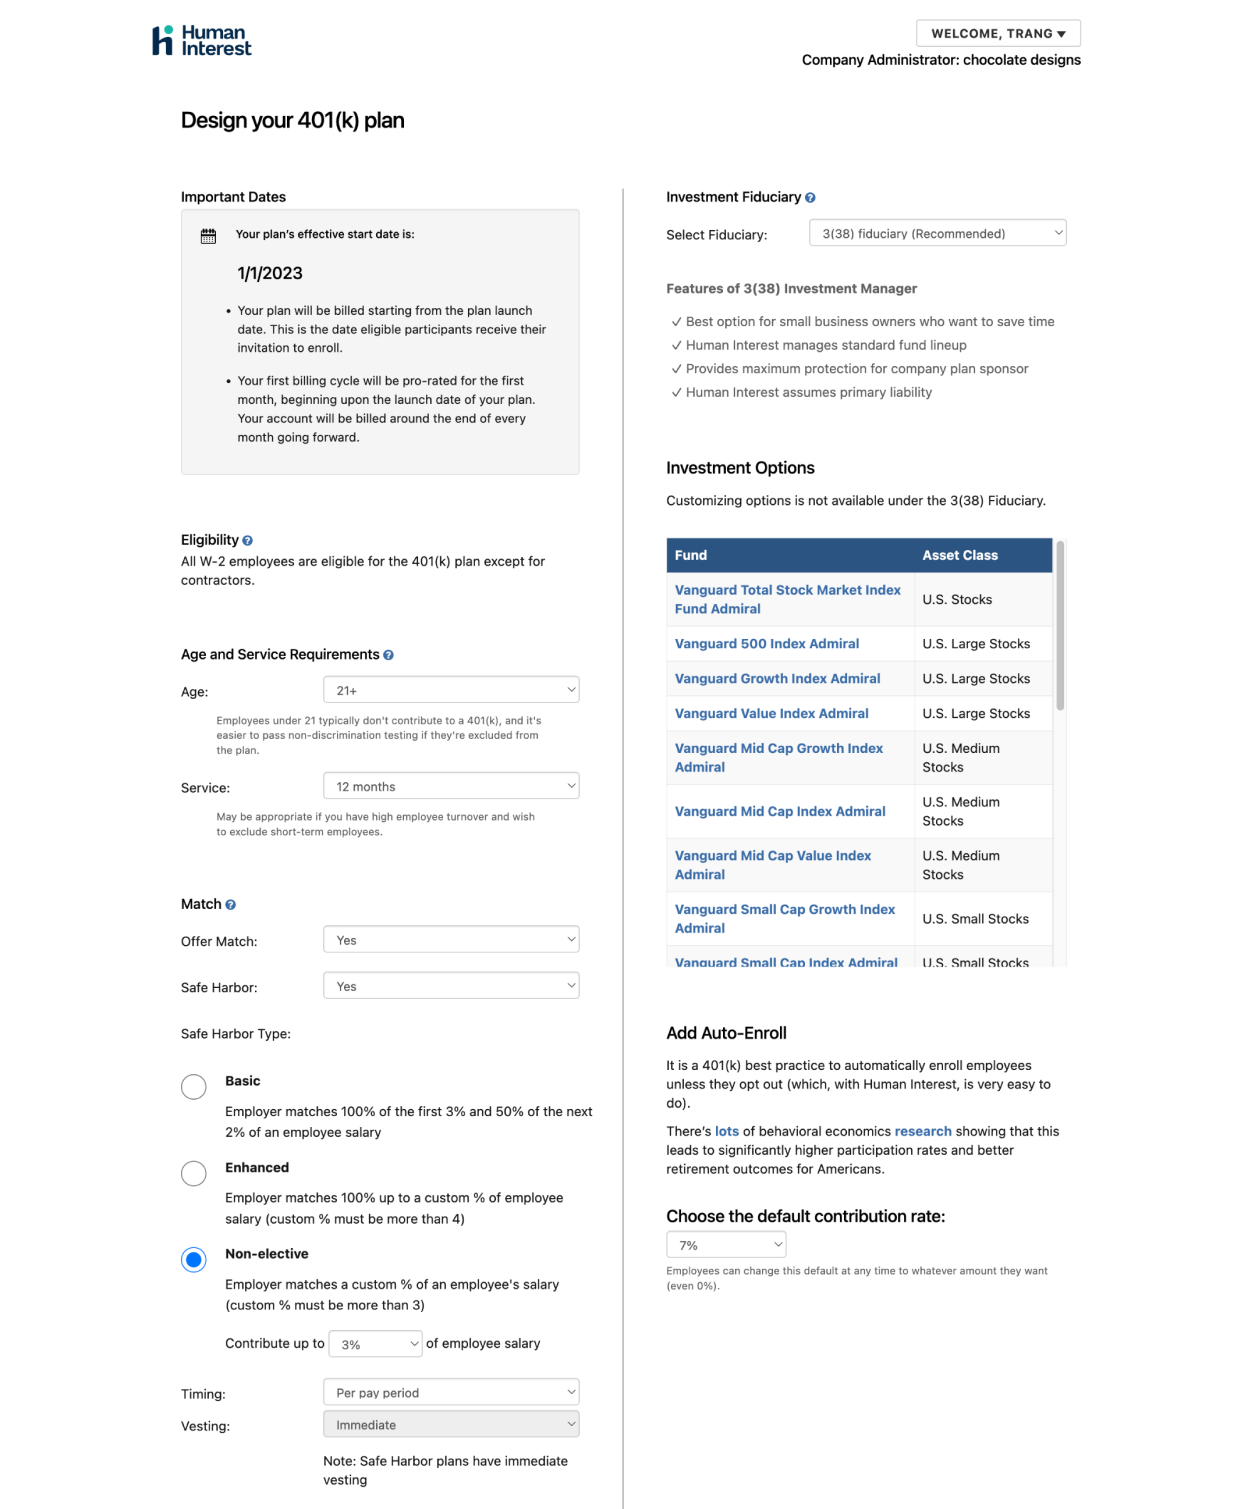 Human
Interest
WELCOME, TRANG ▾
Company Administrator: chocolate designs
Design your 401(k) plan
Important Dates
Your plan's effective start date is:
1/1/2023
• Your plan will be billed starting from the plan launch
date. This is the date eligible participants receive their
invitation to enroll.
• Your first billing cycle will be pro-rated for the first
month, beginning upon the launch date of your plan.
Your account will be billed around the end of every
month going forward.
Eligibility ?
All W-2 employees are eligible for the 401(k) plan except for
contractors.
Age and Service Requirements ?
Age:
21+
Employees under 21 typically don't contribute to a 401(k), and it's
easier to pass non-discrimination testing if they're excluded from
the plan.
Service:
12 months
May be appropriate if you have high employee turnover and wish
to exclude short-term employees.
Match ?
Offer Match:
Yes
Safe Harbor:
Yes
Safe Harbor Type:
Basic
Employer matches 100% of the first 3% and 50% of the next
2% of an employee salary
Enhanced
Employer matches 100% up to a custom % of employee
salary (custom % must be more than 4)
Non-elective
Employer matches a custom % of an employee's salary
(custom % must be more than 3)
Contribute up to 3% of employee salary
Timing:
Per pay period
Vesting:
Immediate
Note: Safe Harbor plans have immediate
vesting
Investment Fiduciary ?
Select Fiduciary:
3(38) fiduciary (Recommended)
Features of 3(38) Investment Manager
✓ Best option for small business owners who want to save time
✓ Human Interest manages standard fund lineup
✓ Provides maximum protection for company plan sponsor
✓ Human Interest assumes primary liability
Investment Options
Customizing options is not available under the 3(38) Fiduciary.
Fund Asset Class
Vanguard Total Stock Market Index
Fund Admiral
U.S. Stocks
Vanguard 500 Index Admiral U.S. Large Stocks
Vanguard Growth Index Admiral U.S. Large Stocks
Vanguard Value Index Admiral U.S. Large Stocks
Vanguard Mid Cap Growth Index
Admiral
U.S. Medium
Stocks
Vanguard Mid Cap Index Admiral
U.S. Medium
Stocks
Vanguard Mid Cap Value Index
Admiral
U.S. Medium
Stocks
Vanguard Small Cap Growth Index
Admiral
U.S. Small Stocks
Vanguard Small Cap Index Admiral U.S. Small Stocks
Add Auto-Enroll
It is a 401(k) best practice to automatically enroll employees
unless they opt out (which, with Human Interest, is very easy to
do).
There's lots of behavioral economics research showing that this
leads to significantly higher participation rates and better
retirement outcomes for Americans.
Choose the default contribution rate:
7%
Employees can change this default at any time to whatever amount they want
(even 0%).